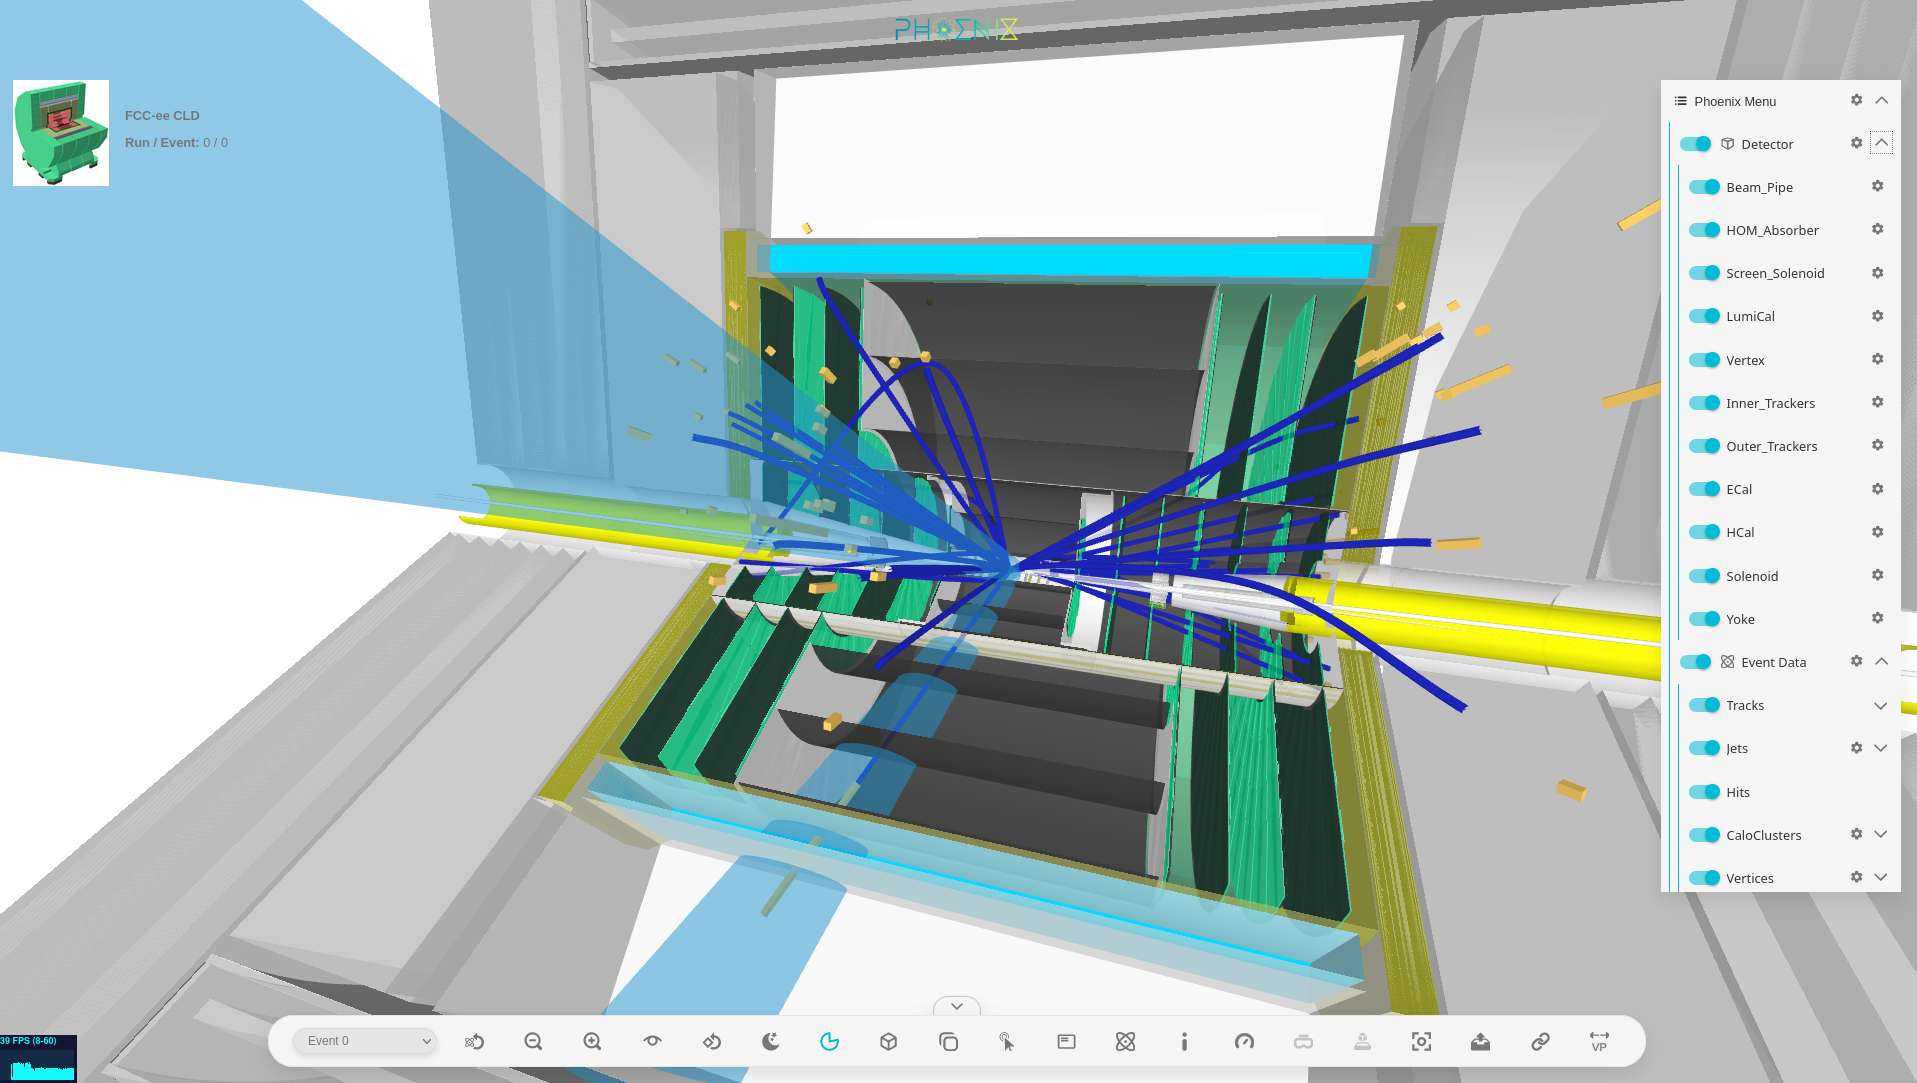 PHOENIX
FCC-ee CLD
Run / Event: 0 / 0
Phoenix Menu
Detector
Beam_Pipe
HOM_Absorber
Screen_Solenoid
LumiCal
Vertex
Inner_Trackers
Outer_Trackers
ECal
HCal
Solenoid
Yoke
Event Data
Tracks
Jets
Hits
CaloClusters
Vertices
39 FPS (8-60)
Event 0
VP